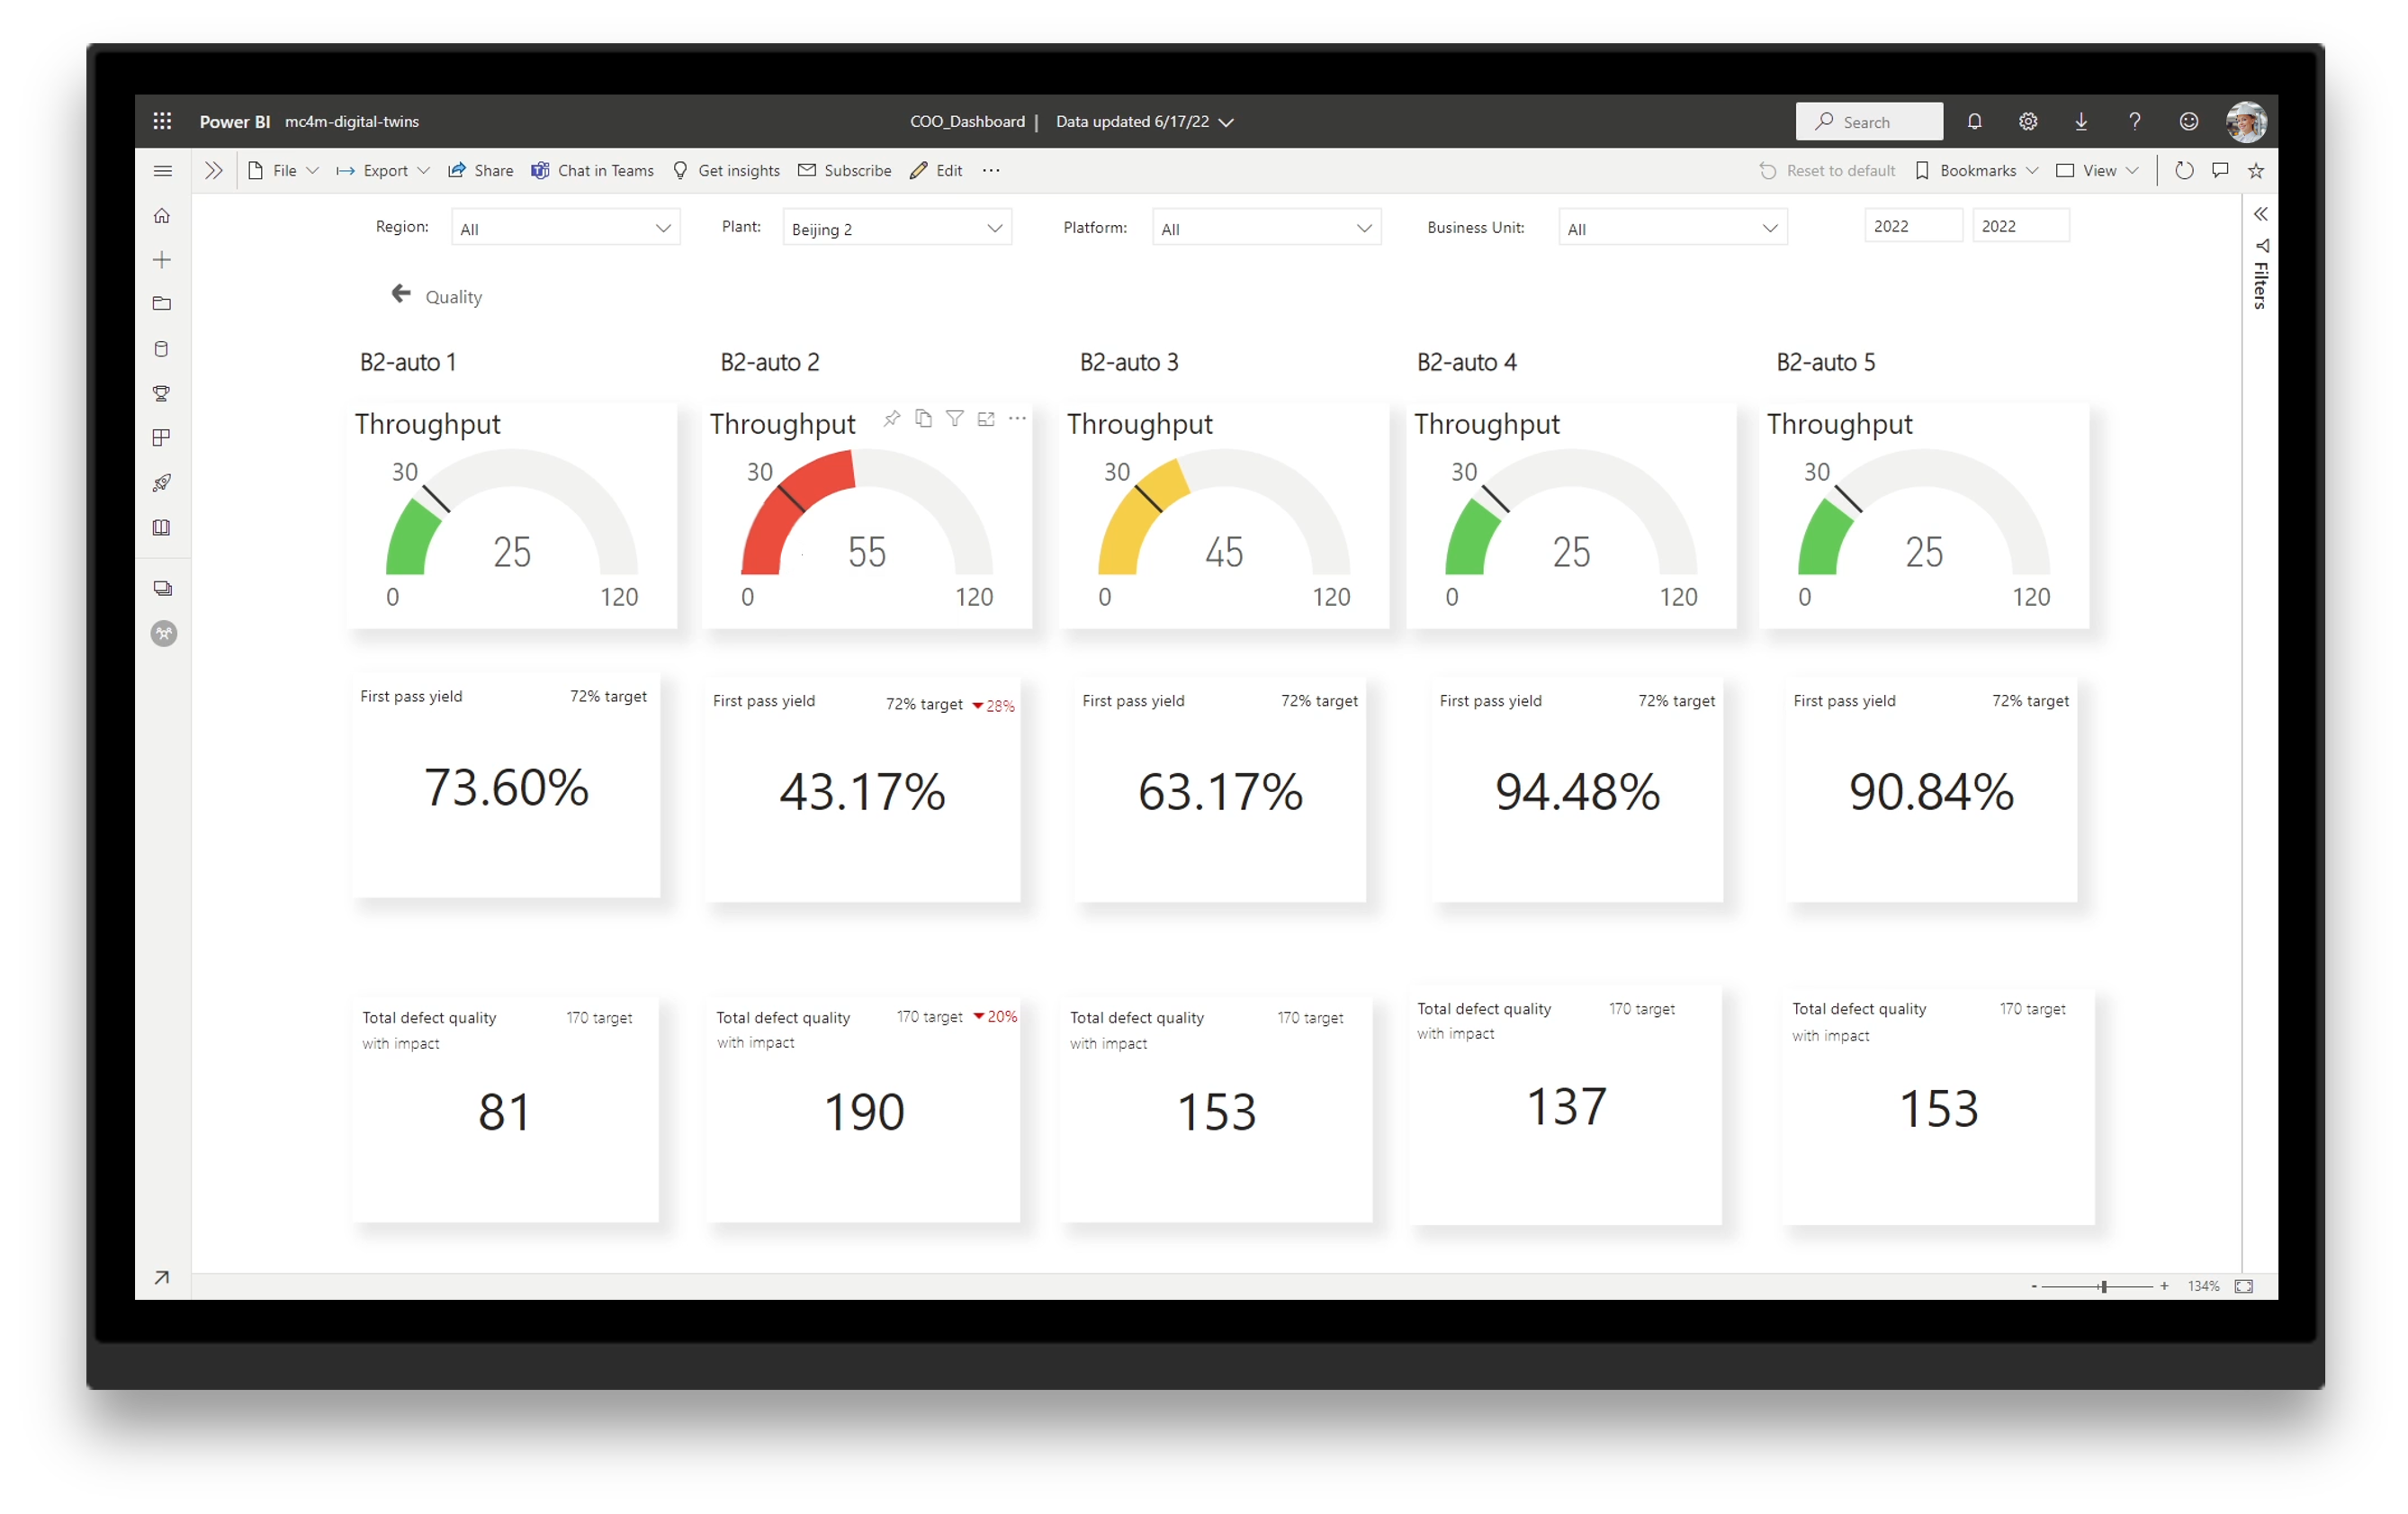 Power BI mc4m-digital-twins COO_Dashboard | Data updated 6/17/22 Search
File Export Share Chat in Teams Get insights Subscribe Edit ... Reset to default Bookmarks View
Region: All Plant: Beijing 2 Platform: All Business Unit: All 2022 2022
Filters
Quality
B2-auto 1 B2-auto 2 B2-auto 3 B2-auto 4 B2-auto 5
Throughput Throughput Throughput Throughput Throughput
30 30 30 30 30
25 55 45 25 25
0 120 0 120 0 120 0 120 0 120
First pass yield 72% target First pass yield 72% target ▼28% First pass yield 72% target First pass yield 72% target First pass yield 72% target
73.60% 43.17% 63.17% 94.48% 90.84%
Total defect quality 170 target Total defect quality 170 target ▼20% Total defect quality 170 target Total defect quality 170 target Total defect quality 170 target
with impact with impact with impact with impact with impact
81 190 153 137 153
- + 134%